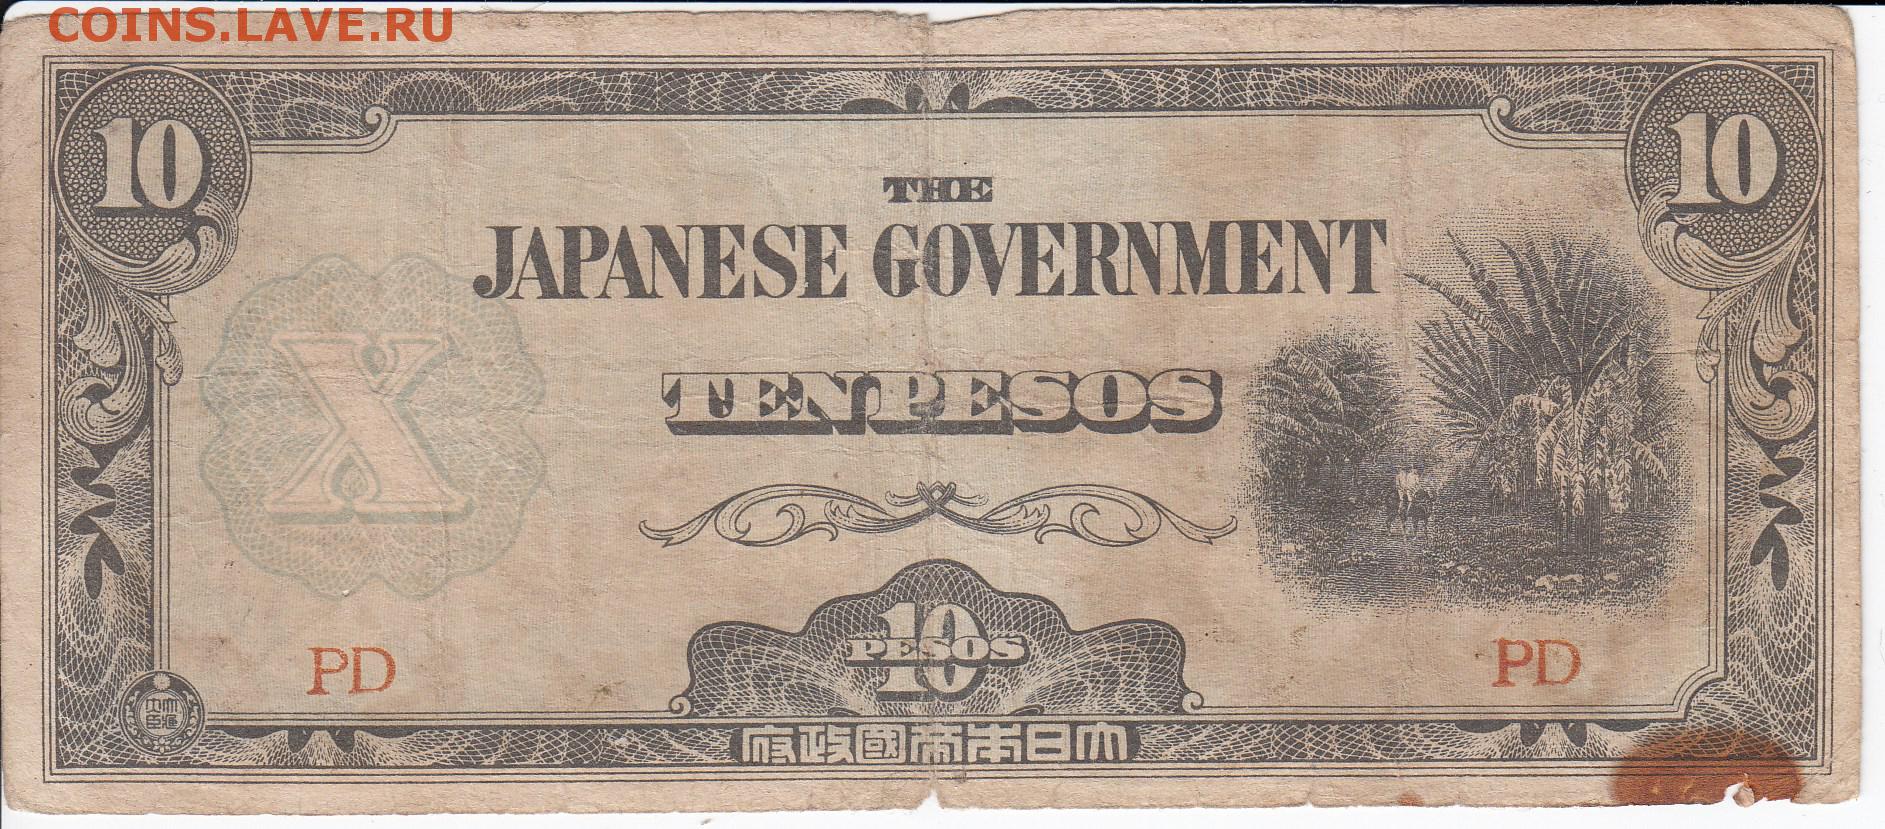 COINS.LAVE.RU
10
10
THE
JAPANESE GOVERNMENT
X
TEN PESOS
PD
PD
10
PESOS
府政國帝本日大